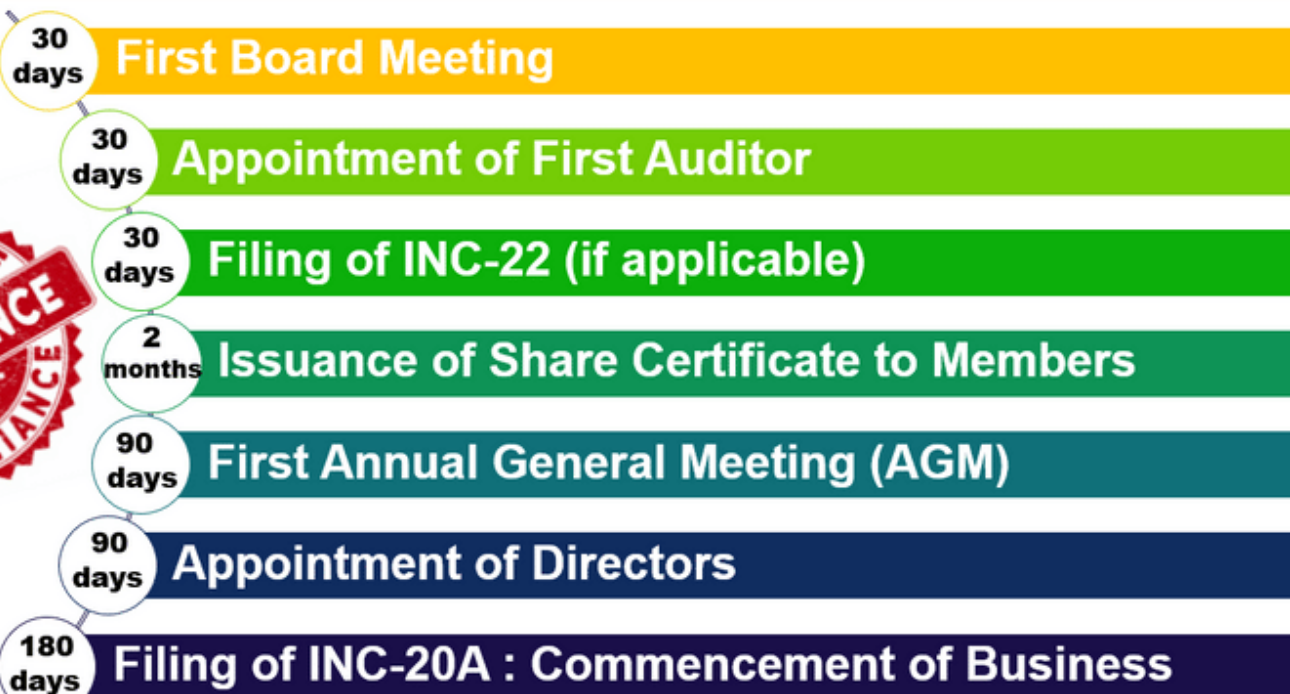 30
days
First Board Meeting
30
days
Appointment of First Auditor
30
days
Filing of INC-22 (if applicable)
2
months
Issuance of Share Certificate to Members
90
days
First Annual General Meeting (AGM)
90
days
Appointment of Directors
180
days
Filing of INC-20A : Commencement of Business